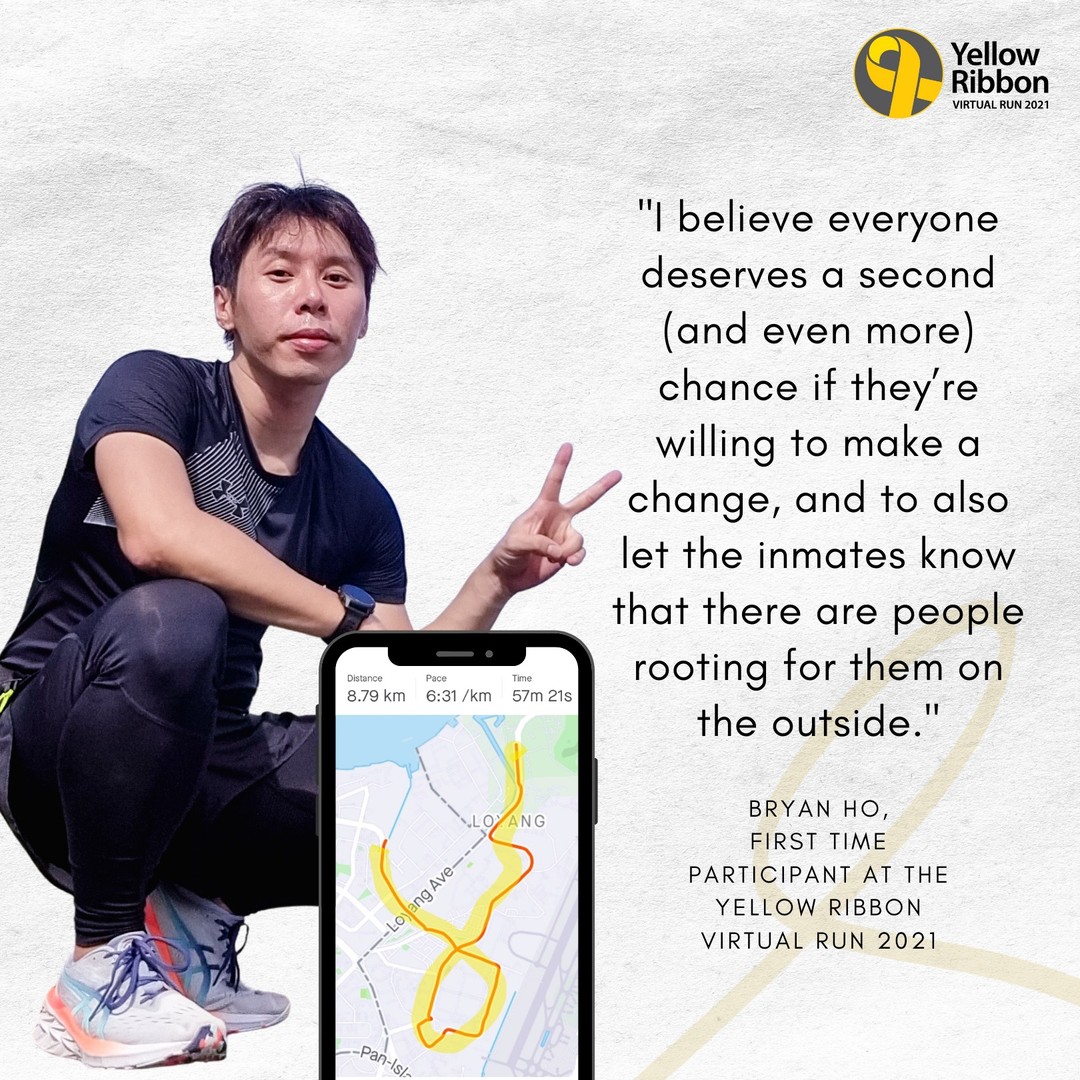 Yellow
Ribbon
VIRTUAL RUN 2021
"I believe everyone
deserves a second
(and even more)
chance if they’re
willing to make a
change, and to also
let the inmates know
that there are people
rooting for them on
the outside."
BRYAN HO,
FIRST TIME
PARTICIPANT AT THE
YELLOW RIBBON
VIRTUAL RUN 2021
Distance Pace Time
8.79 km 6:31 /km 57m 21s
LOYANG
Loyang Ave
Pan-Isla